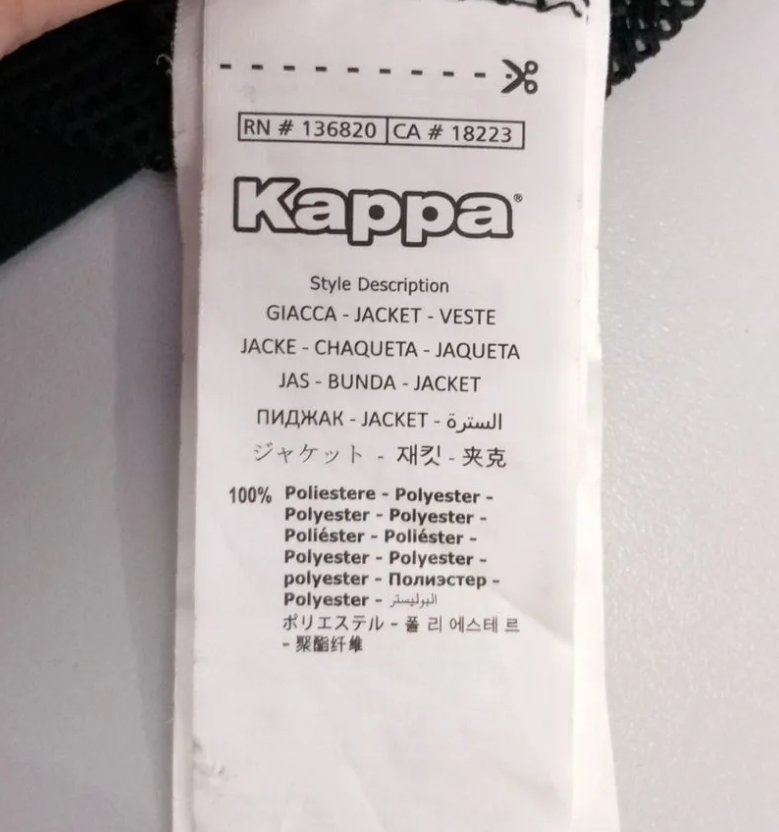 RN # 136820 CA # 18223
Kappa®
Style Description
GIACCA - JACKET - VESTE
JACKE - CHAQUETA - JAQUETA
JAS - BUNDA - JACKET
ПИДЖАК - JACKET - السترة
ジャケット - 재킷 - 夹克
100% Poliestere - Polyester -
Polyester - Polyester -
Poliéster - Poliéster -
Polyester - Polyester -
polyester - Полиэстер -
Polyester - البوليستر
ポリエステル - 폴 리 에스테 르
- 聚酯纤维